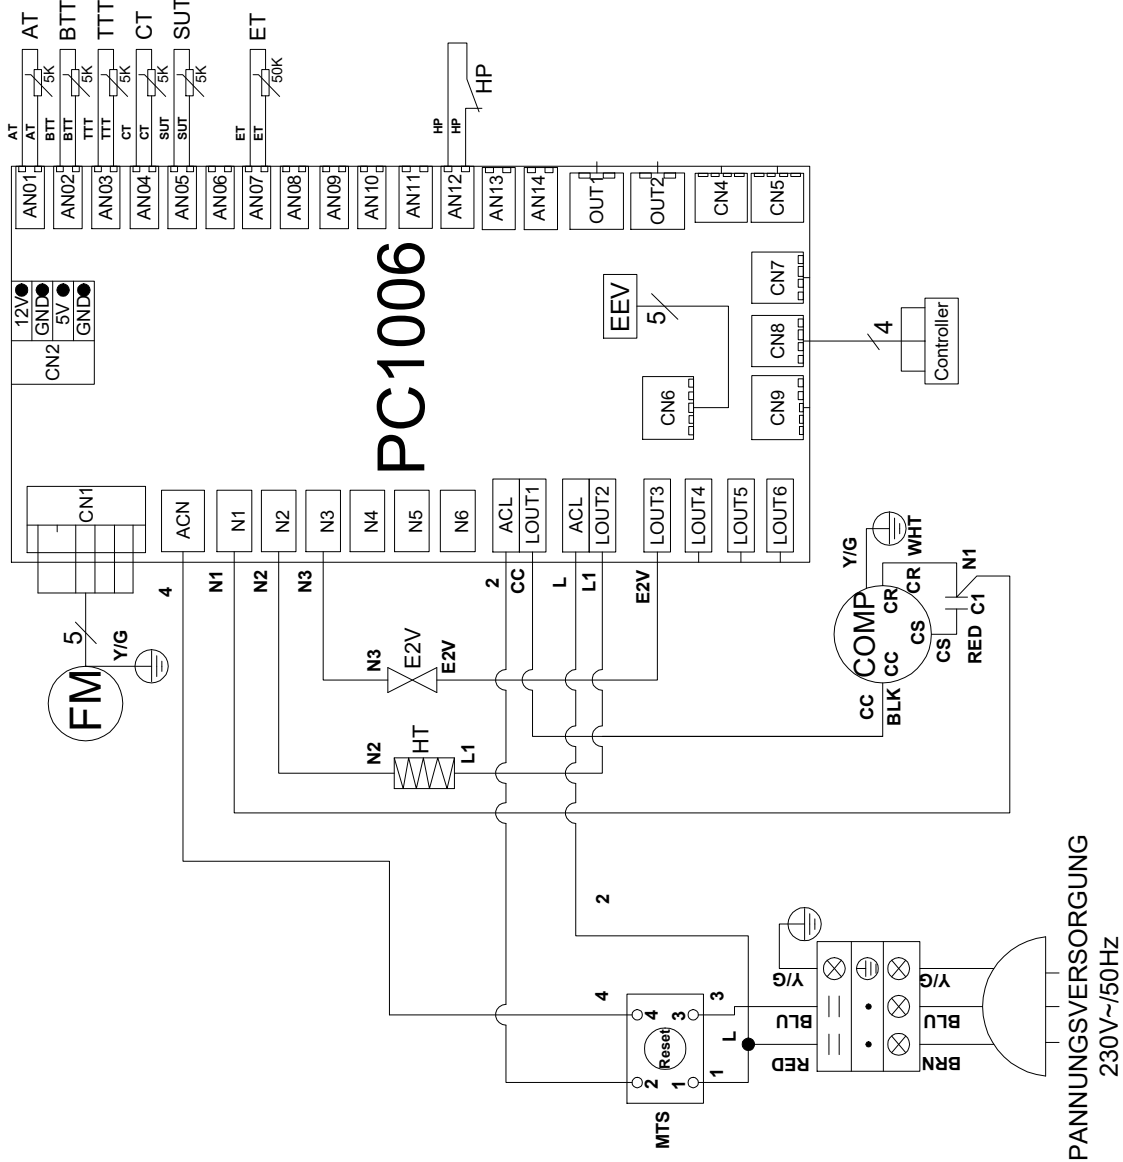 AT
BTT
TTT
CT
SUT
ET
HP
5K
5K
5K
5K
5K
50K
AT
AT
BTT
BTT
TTT
TTT
CT
CT
SUT
SUT
ET
ET
HP
HP
AN01
AN02
AN03
AN04
AN05
AN06
AN07
AN08
AN09
AN10
AN11
AN12
AN13
AN14
OUT1
OUT2
CN4
CN5
12V
GND
5V
GND
CN2
PC1006
EEV
5
CN6
CN7
CN8
CN9
4
Controller
CN1
ACN
N1
N2
N3
N4
N5
N6
ACL
LOUT1
ACL
LOUT2
LOUT3
LOUT4
LOUT5
LOUT6
4
N1
N2
N3
2
CC
L
L1
E2V
5
Y/G
FM
N3
E2V
E2V
N2
HT
L1
Y/G
WHT
CR
CR
COMP
CC
CS
CS
RED
C1
N1
CC
BLK
2
4
4
3
3
2
1
1
Reset
MTS
L
Y/G
BLU
RED
Y/G
BLU
BRN
PANNUNGSVERSORGUNG
230V~/50Hz